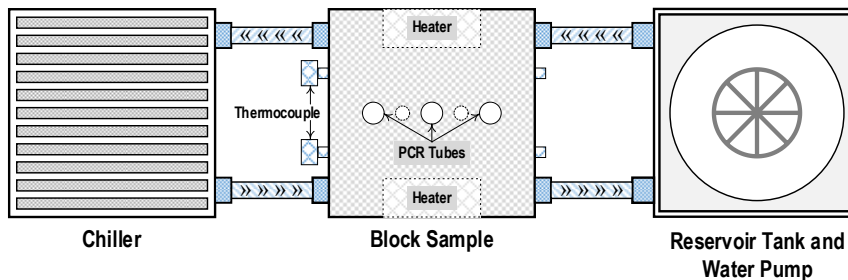 Heater
Thermocouple
PCR Tubes
Heater
Chiller
Block Sample
Reservoir Tank and
Water Pump